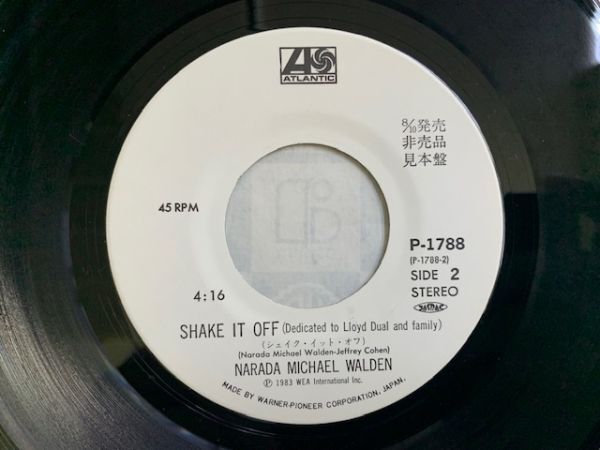 ATLANTIC
8/10発売
非売品
見本盤
45 RPM
P-1788
(P-1788-2)
SIDE 2
STEREO
4:16
SHAKE IT OFF (Dedicated to Lloyd Dual and family)
(シェイク・イット・オフ)
(Narada Michael Walden-Jeffrey Cohen)
NARADA MICHAEL WALDEN
Ⓟ 1983 WEA International Inc.
MADE BY WARNER-PIONEER CORPORATION, JAPAN.